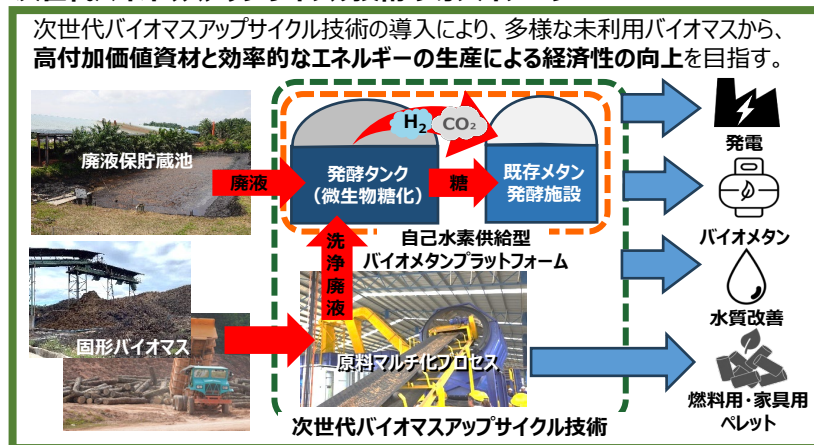 次世代バイオマスアップサイクル技術の導入により、多様な未利用バイオマスから、
高付加価値資材と効率的なエネルギーの生産による経済性の向上を目指す。
廃液保貯蔵池
廃液
H₂
CO₂
発酵タンク
(微生物糖化)
糖
既存メタン
発酵施設
自己水素供給型
バイオメタンプラットフォーム
洗浄廃液
固形バイオマス
原料マルチ化プロセス
次世代バイオマスアップサイクル技術
発電
バイオメタン
水質改善
燃料用・家具用
ペレット